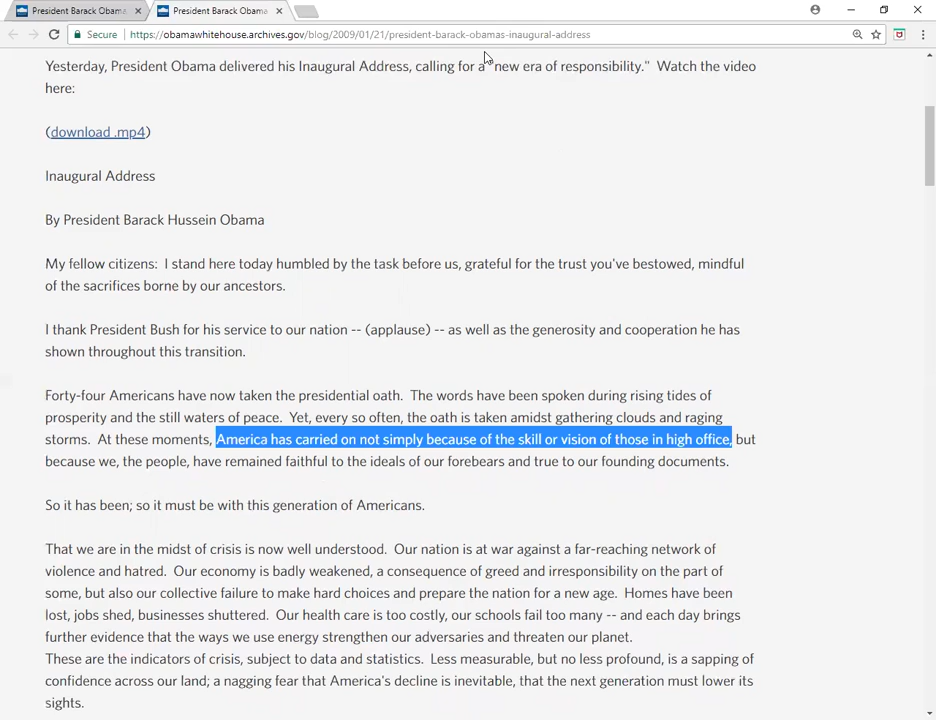 President Barack Obama
President Barack Obama.
Secure
https://obamawhitehouse.archives.gov/blog/2009/01/21/president-barack-obamas-inaugural-address
Yesterday, President Obama delivered his Inaugural Address, calling for a "new era of responsibility."  Watch the video
here:
(download .mp4)
Inaugural Address
By President Barack Hussein Obama
My fellow citizens:  I stand here today humbled by the task before us, grateful for the trust you've bestowed, mindful
of the sacrifices borne by our ancestors.
I thank President Bush for his service to our nation -- (applause) -- as well as the generosity and cooperation he has
shown throughout this transition.
Forty-four Americans have now taken the presidential oath.  The words have been spoken during rising tides of
prosperity and the still waters of peace.  Yet, every so often, the oath is taken amidst gathering clouds and raging
storms.  At these moments, America has carried on not simply because of the skill or vision of those in high office, but
because we, the people, have remained faithful to the ideals of our forebears and true to our founding documents.
So it has been; so it must be with this generation of Americans.
That we are in the midst of crisis is now well understood.  Our nation is at war against a far-reaching network of
violence and hatred.  Our economy is badly weakened, a consequence of greed and irresponsibility on the part of
some, but also our collective failure to make hard choices and prepare the nation for a new age.  Homes have been
lost, jobs shed, businesses shuttered.  Our health care is too costly, our schools fail too many -- and each day brings
further evidence that the ways we use energy strengthen our adversaries and threaten our planet.
These are the indicators of crisis, subject to data and statistics.  Less measurable, but no less profound, is a sapping of
confidence across our land; a nagging fear that America's decline is inevitable, that the next generation must lower its
sights.